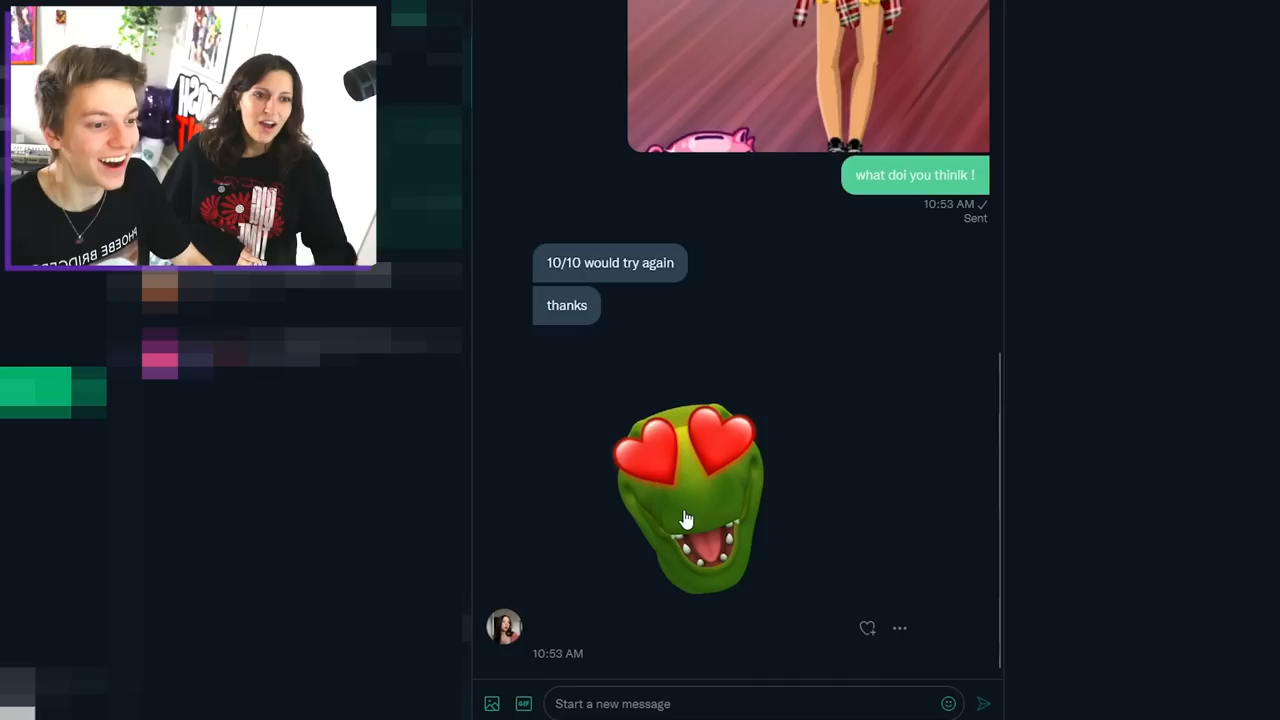 what doi you thinlk !
10:53 AM
Sent
10/10 would try again
thanks
10:53 AM
GIF
Start a new message